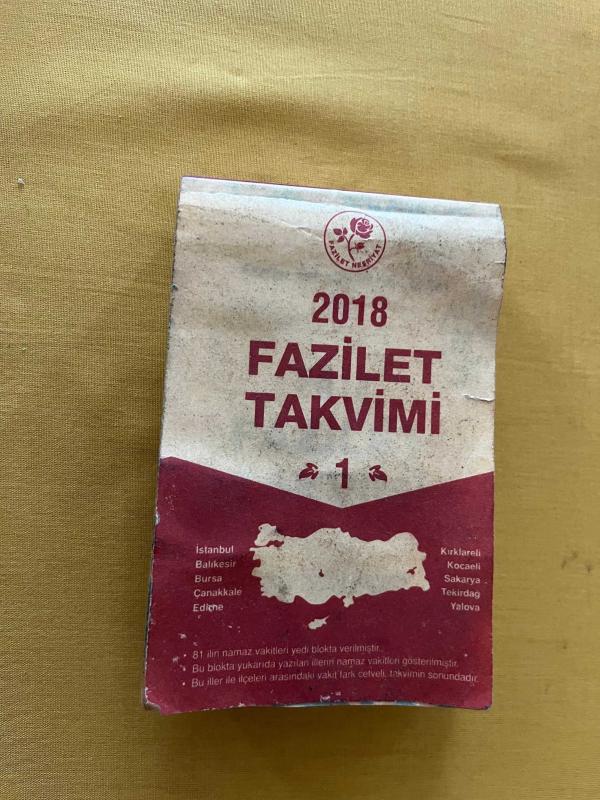 FAZİLET NEŞRİYAT
2018
FAZİLET
TAKVİMİ
1
İstanbul
Balıkesir
Bursa
Çanakkale
Edirne
Kırklareli
Kocaeli
Sakarya
Tekirdağ
Yalova
• 81 ilin namaz vakitleri yedi blokta verilmiştir.
• Bu blokta yukarıda yazılan illerin namaz vakitleri gösterilmiştir.
• Bu iller ile ilçeleri arasındaki vakit fark cetveli, takvimin sonundadır.